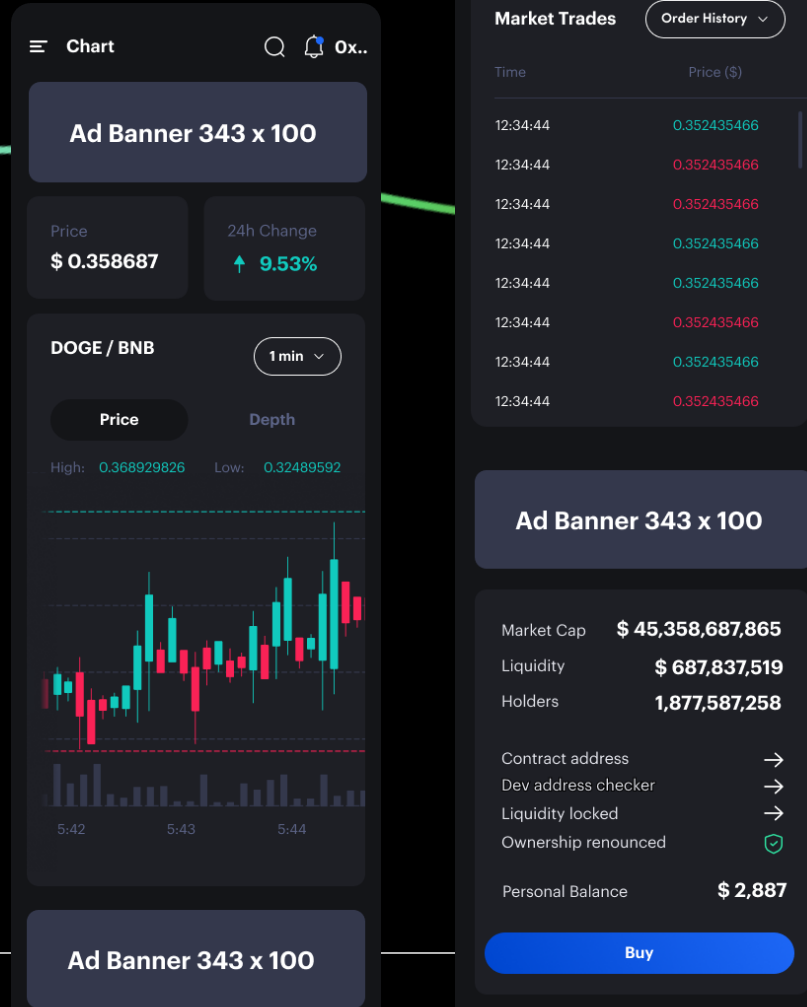 Chart 0x..
Ad Banner 343 x 100
Price
$ 0.358687
24h Change
9.53%
DOGE / BNB
1 min
Price Depth
High: 0.368929826 Low: 0.32489592
5:42 5:43 5:44
Ad Banner 343 x 100
Market Trades Order History
Time Price ($)
12:34:44 0.352435466
12:34:44 0.352435466
12:34:44 0.352435466
12:34:44 0.352435466
12:34:44 0.352435466
12:34:44 0.352435466
12:34:44 0.352435466
12:34:44 0.352435466
Ad Banner 343 x 100
Market Cap $ 45,358,687,865
Liquidity $ 687,837,519
Holders 1,877,587,258
Contract address
Dev address checker
Liquidity locked
Ownership renounced
Personal Balance $ 2,887
Buy